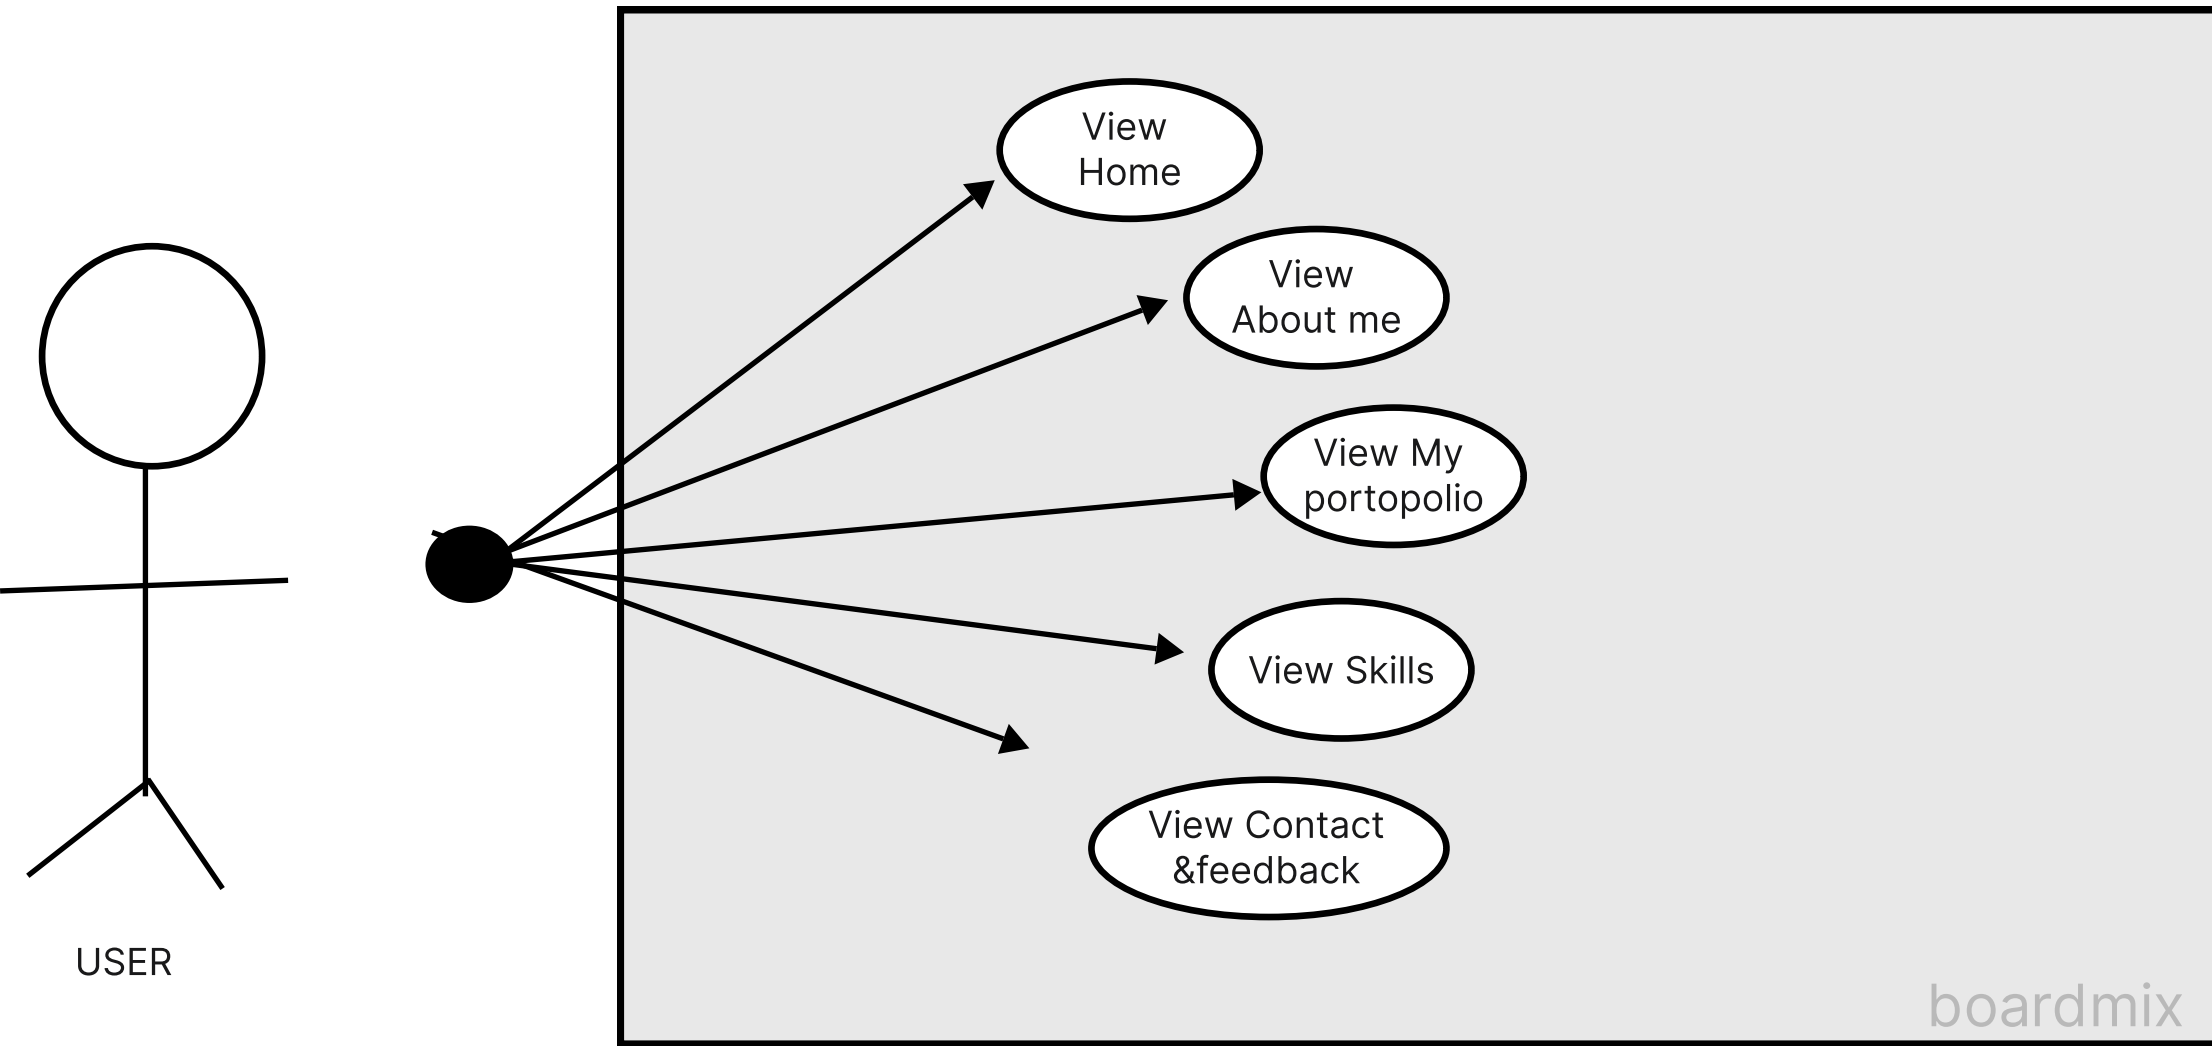 View
Home
View
About me
View My
portopolio
View Skills
View Contact
&feedback
USER
boardmix